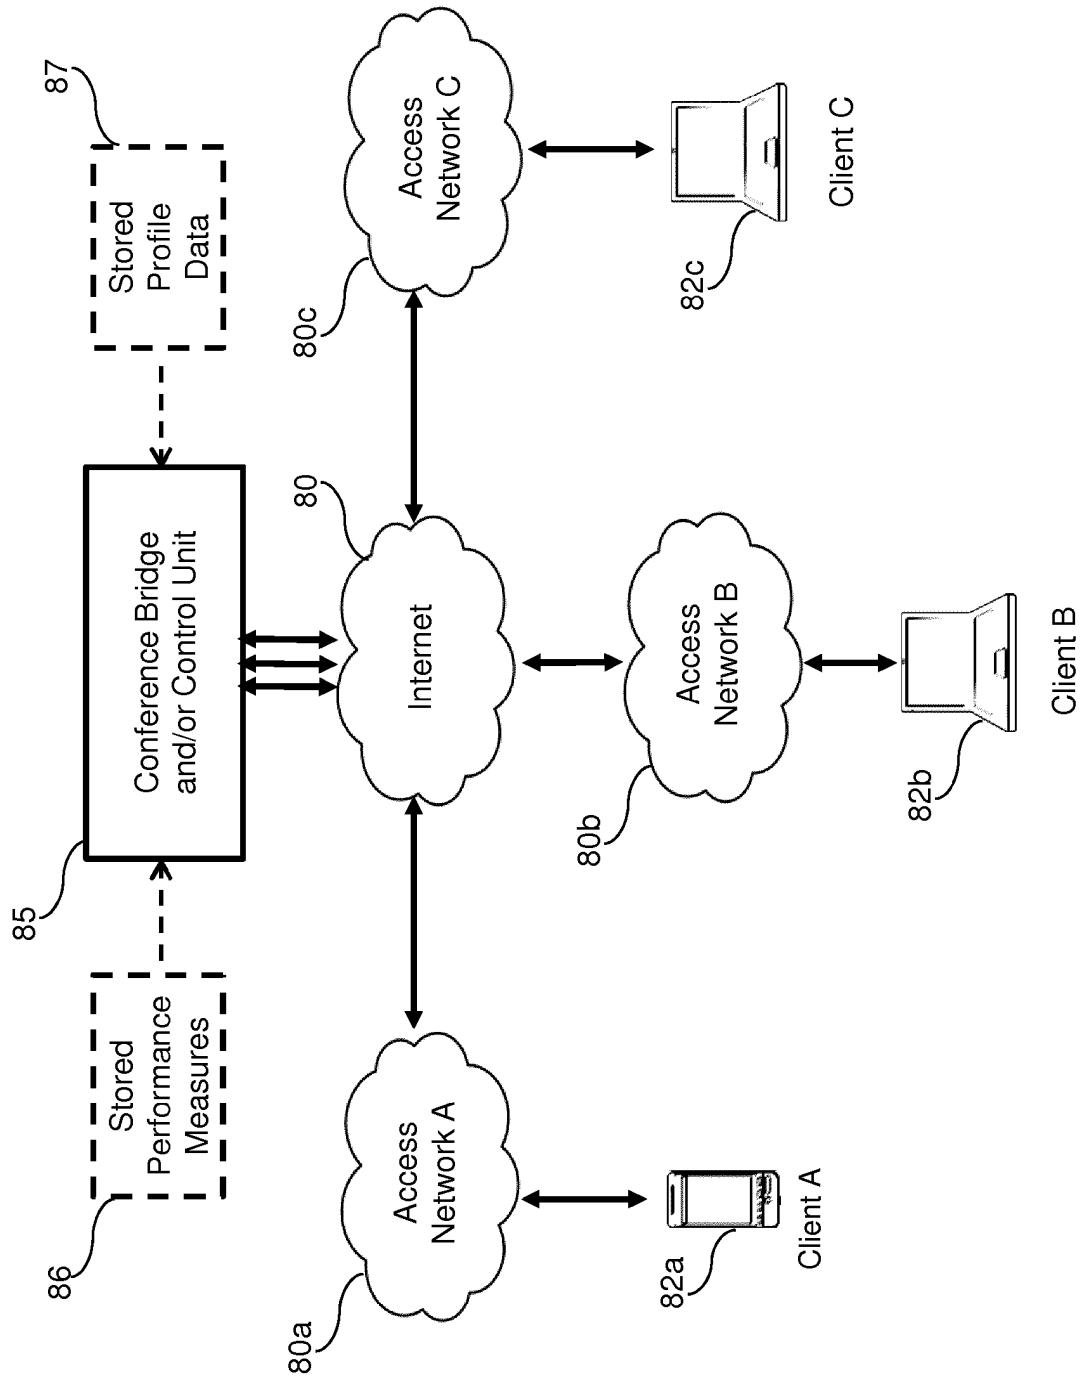 86
Stored
Performance
Measures
85
Conference Bridge
and/or Control Unit
87
Stored
Profile
Data
80a
Access
Network A
80
Internet
80c
Access
Network C
80b
Access
Network B
82a
Client A
82b
Client B
82c
Client C